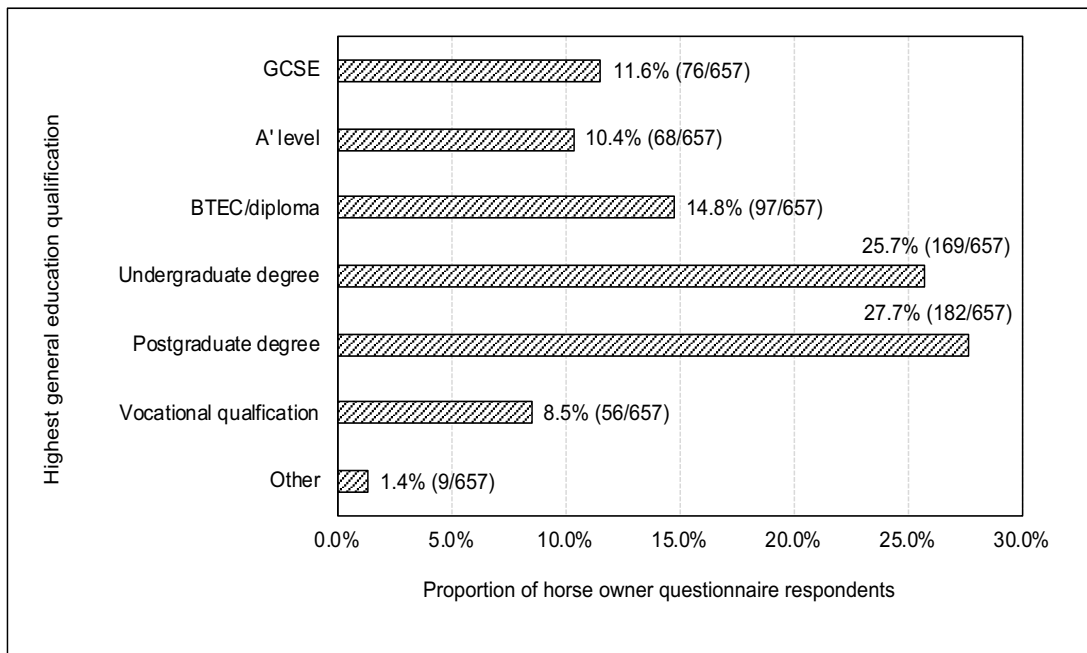 Highest general education qualification
GCSE
11.6% (76/657)
A' level
10.4% (68/657)
BTEC/diploma
14.8% (97/657)
25.7% (169/657)
Undergraduate degree
27.7% (182/657)
Postgraduate degree
Vocational qualfication
8.5% (56/657)
Other
1.4% (9/657)
0.0% 5.0% 10.0% 15.0% 20.0% 25.0% 30.0%
Proportion of horse owner questionnaire respondents